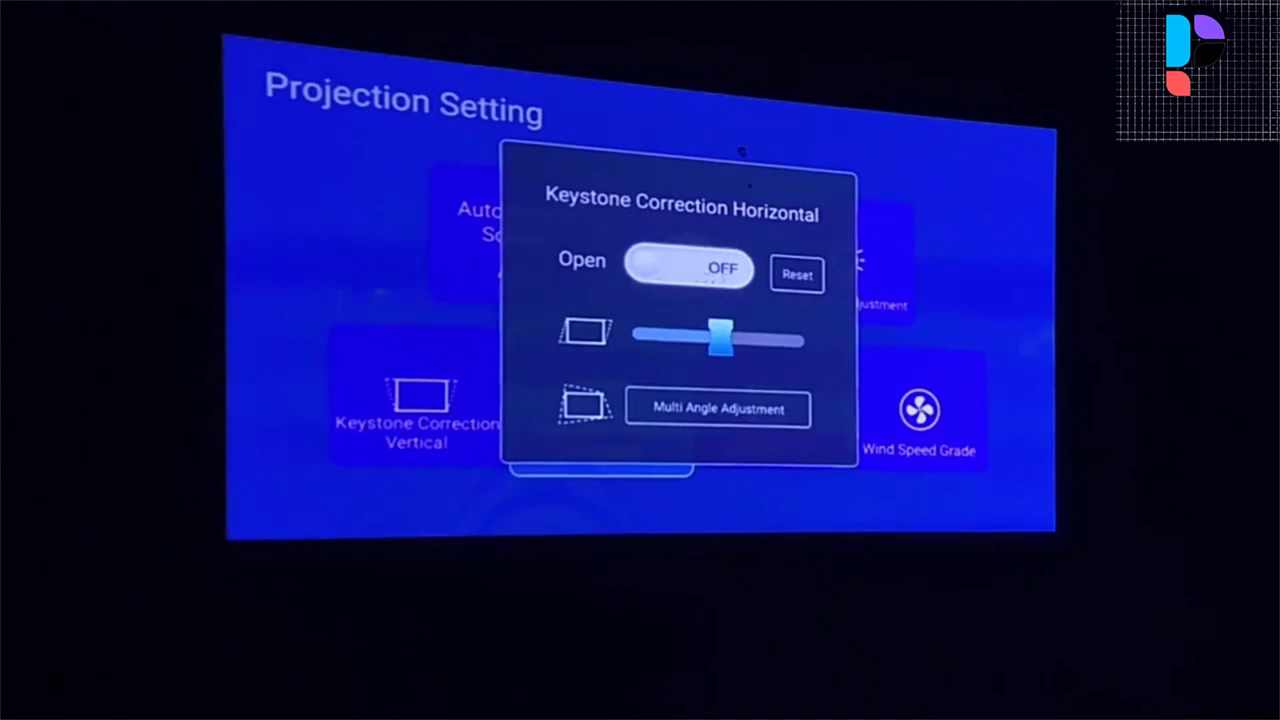 Projection Setting
Keystone Correction Horizontal
Open
OFF
Reset
Multi Angle Adjustment
Keystone Correction
Vertical
Wind Speed Grade